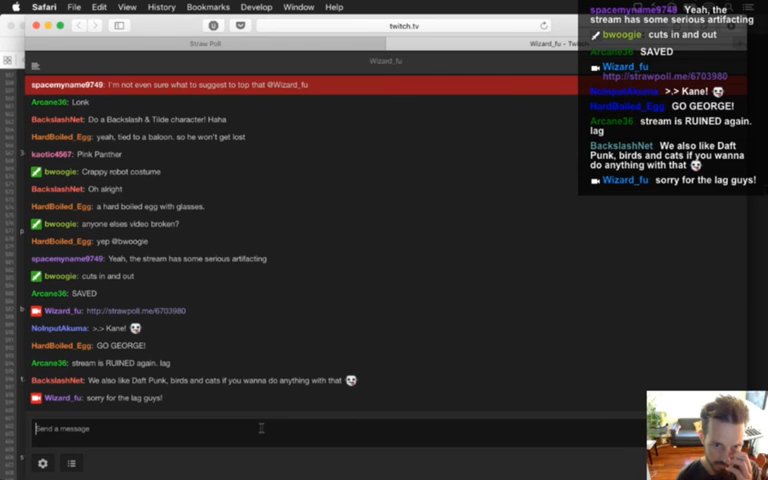 Safari File Edit View History Bookmarks Develop Window Help
twitch.tv
Straw Poll
Wizard_fu - Twitch
Wizard_fu
spacemyname9749: I'm not even sure what to suggest to top that @Wizard_fu
Arcane36: Lonk
BackslashNet: Do a Backslash & Tilde character! Haha
HardBoiled_Egg: yeah, tied to a baloon. so he won't get lost
kaotic4567: Pink Panther
bwoogie: Crappy robot costume
BackslashNet: Oh alright
HardBoiled_Egg: a hard boiled egg with glasses.
bwoogie: anyone elses video broken?
HardBoiled_Egg: yep @bwoogie
spacemyname9749: Yeah, the stream has some serious artifacting
bwoogie: cuts in and out
Arcane36: SAVED
Wizard_fu: http://strawpoll.me/6703980
NoInputAkuma: >.> Kane!
HardBoiled_Egg: GO GEORGE!
Arcane36: stream is RUINED again. lag
BackslashNet: We also like Daft Punk, birds and cats if you wanna do anything with that
Wizard_fu: sorry for the lag guys!
Send a message
spacemyname9749 Yeah, the
stream has some serious artifacting
bwoogie cuts in and out
Arcane36 SAVED
Wizard_fu
http://strawpoll.me/6703980
NoInputAkuma >.> Kane!
HardBoiled_Egg GO GEORGE!
Arcane36 stream is RUINED again.
lag
BackslashNet We also like Daft
Punk, birds and cats if you wanna
do anything with that
Wizard_fu sorry for the lag guys!